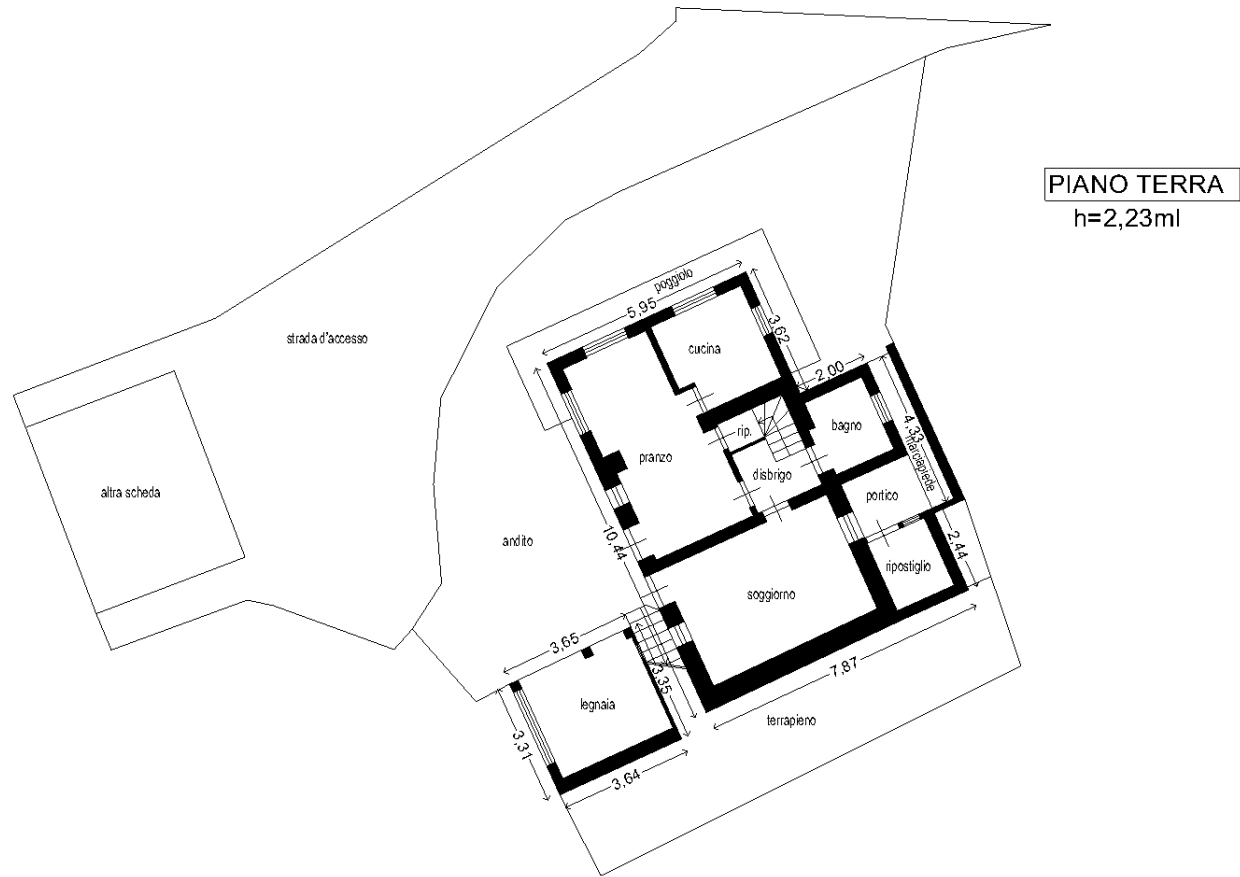 PIANO TERRA
h=2,23ml
poggiolo
5,95
3,62
strada d'accesso
cucina
2,00
rip.
bagno
4,33
marciapiede
pranzo
disbrigo
altra scheda
portico
andito
10,44
2,44
ripostiglio
soggiorno
3,65
3,35
7,87
legnaia
terrapieno
3,31
3,64